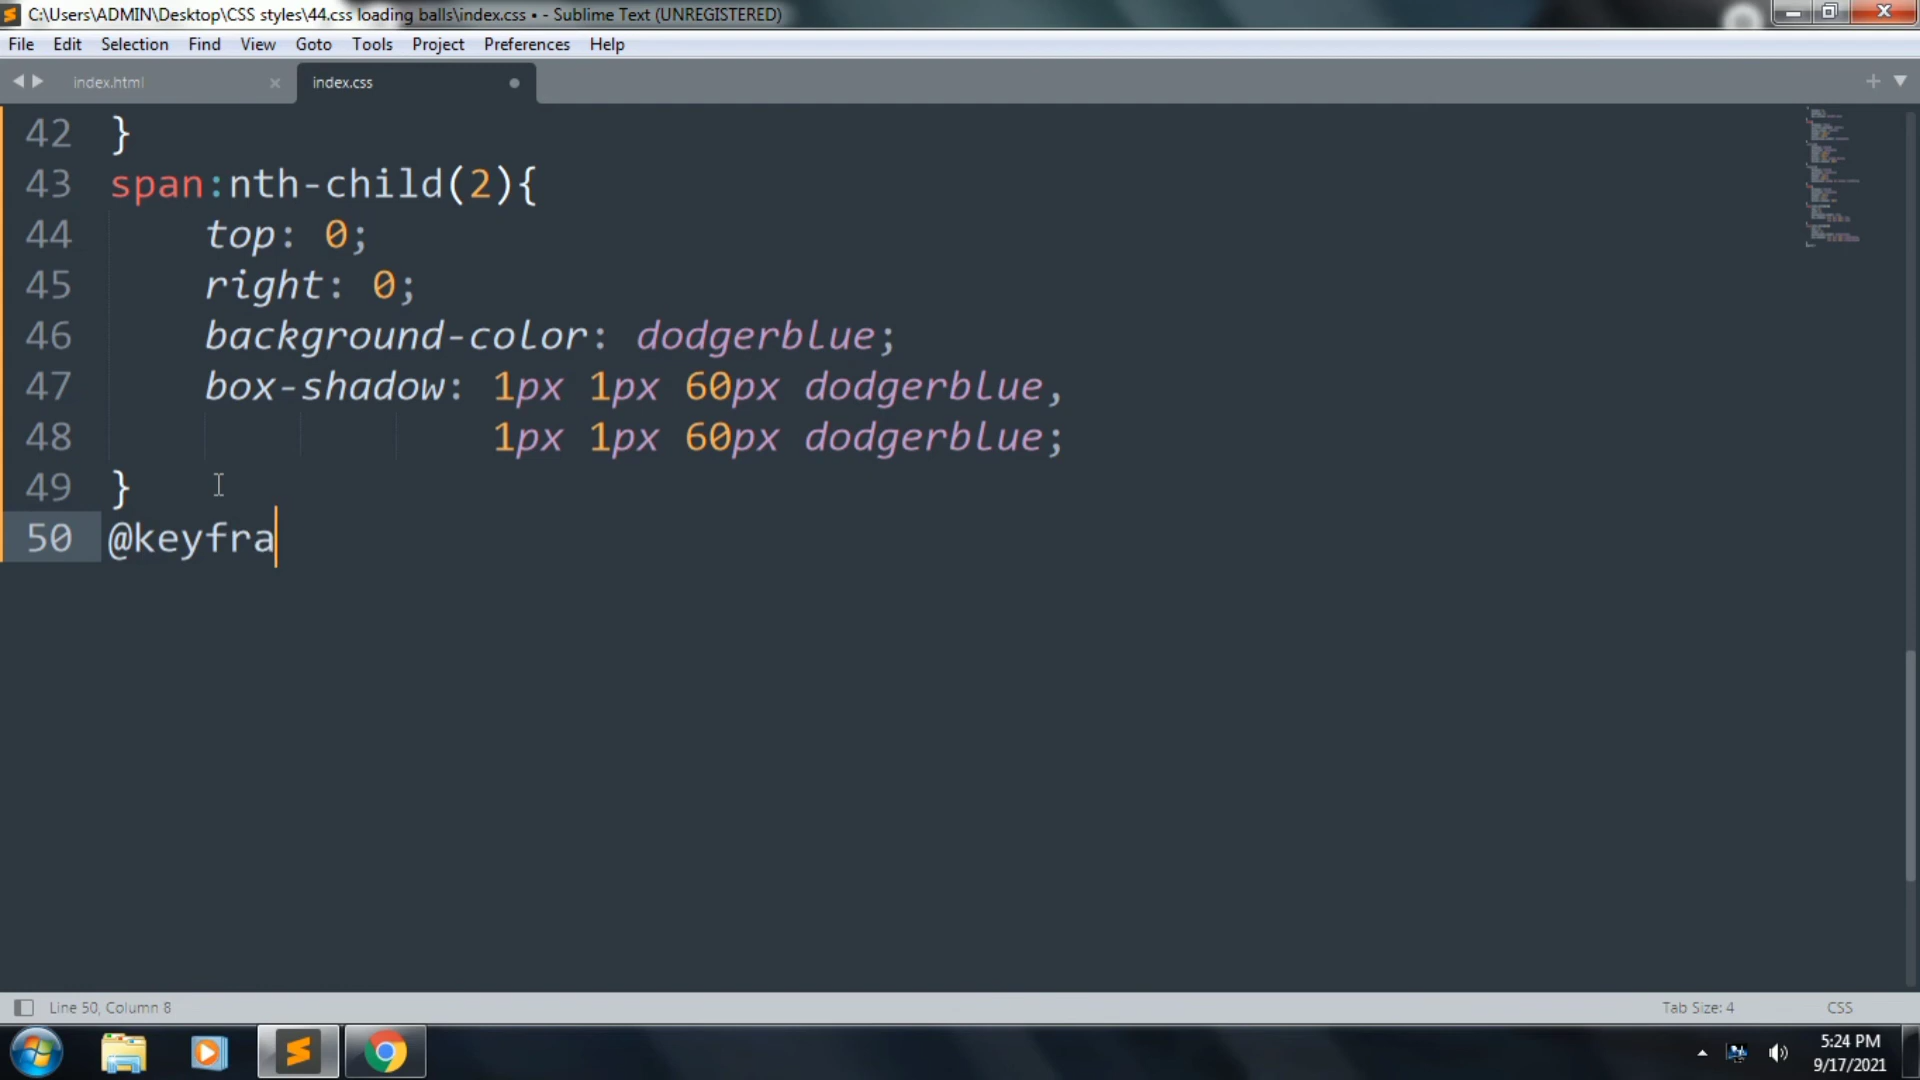 C:\Users\ADMIN\Desktop\CSS styles\44.css loading balls\index.css • - Sublime Text (UNREGISTERED)
File Edit Selection Find View Goto Tools Project Preferences Help
index.html index.css
42 }
43 span:nth-child(2){
44 top: 0;
45 right: 0;
46 background-color: dodgerblue;
47 box-shadow: 1px 1px 60px dodgerblue,
48 1px 1px 60px dodgerblue;
49 }
50 @keyfra
Line 50, Column 8 Tab Size: 4 CSS
5:24 PM
9/17/2021